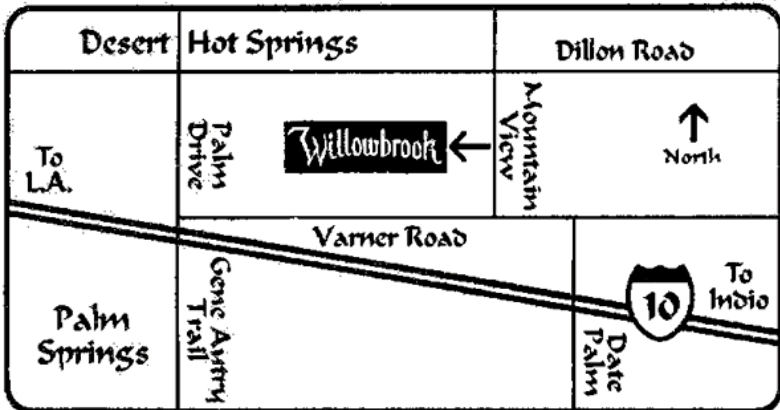 Desert Hot Springs
Dillon Road
Palm Drive
Willowbrook
Mountain View
North
To
L.A.
Varner Road
Gene Autry
Trail
Palm
Springs
10
To
Indio
Date
Palm